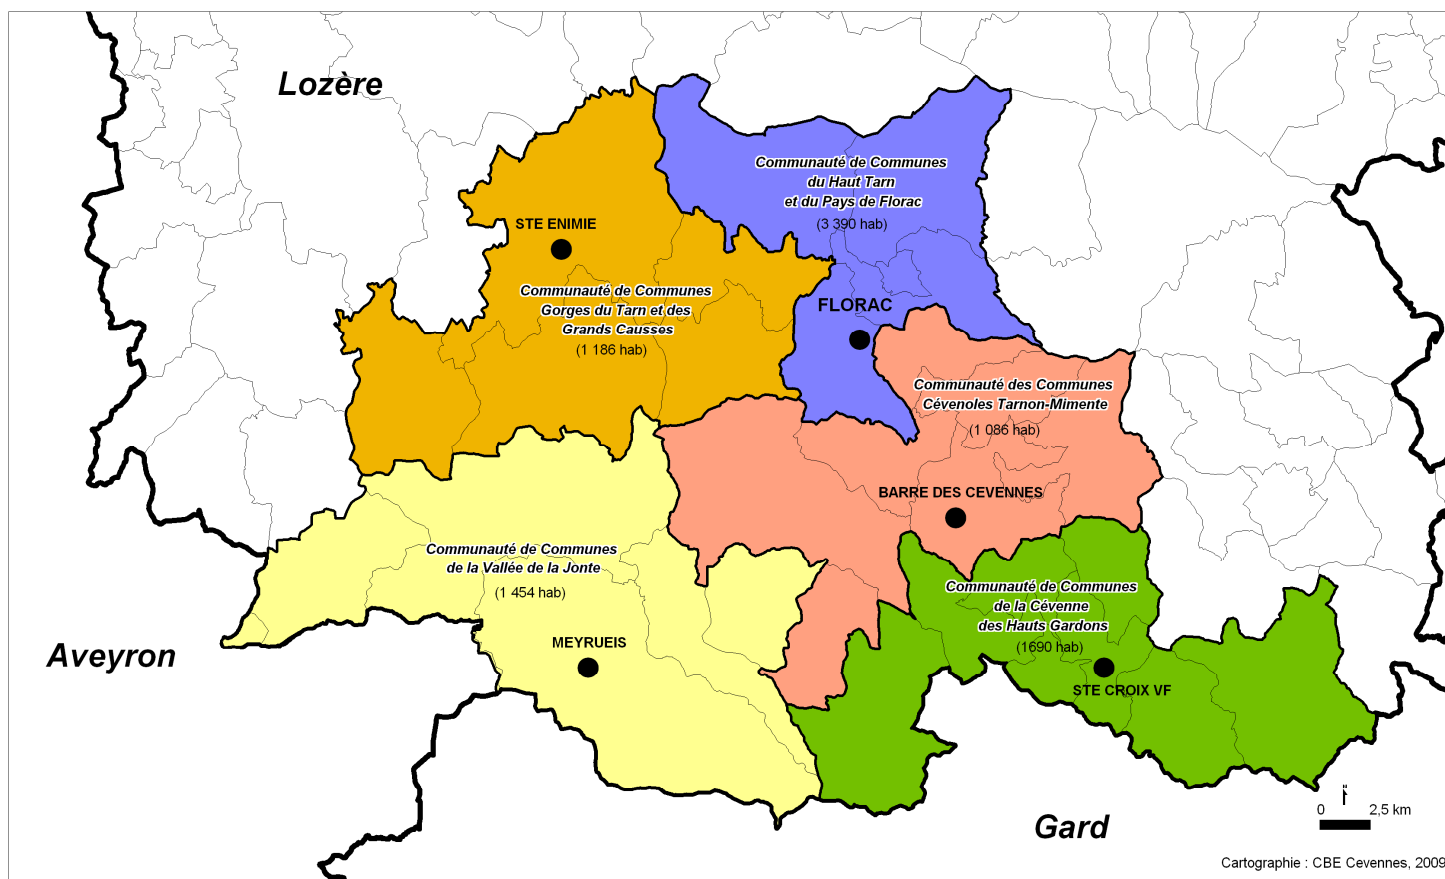 Lozère
Communauté de Communes
du Haut Tarn
et du Pays de Florac
(3 390 hab)
STE ENIMIE
Communauté de Communes
Gorges du Tarn et des
Grands Causses
(1 186 hab)
FLORAC
Communauté des Communes
Cévenoles Tarnon-Mimente
(1 086 hab)
BARRE DES CEVENNES
Communauté de Communes
de la Vallée de la Jonte
(1 454 hab)
MEYRUEIS
Communauté de Communes
de la Cévenne
des Hauts Gardons
(1690 hab)
STE CROIX VF
Aveyron
Gard
N
0 2,5 km
Cartographie : CBE Cevennes, 2009